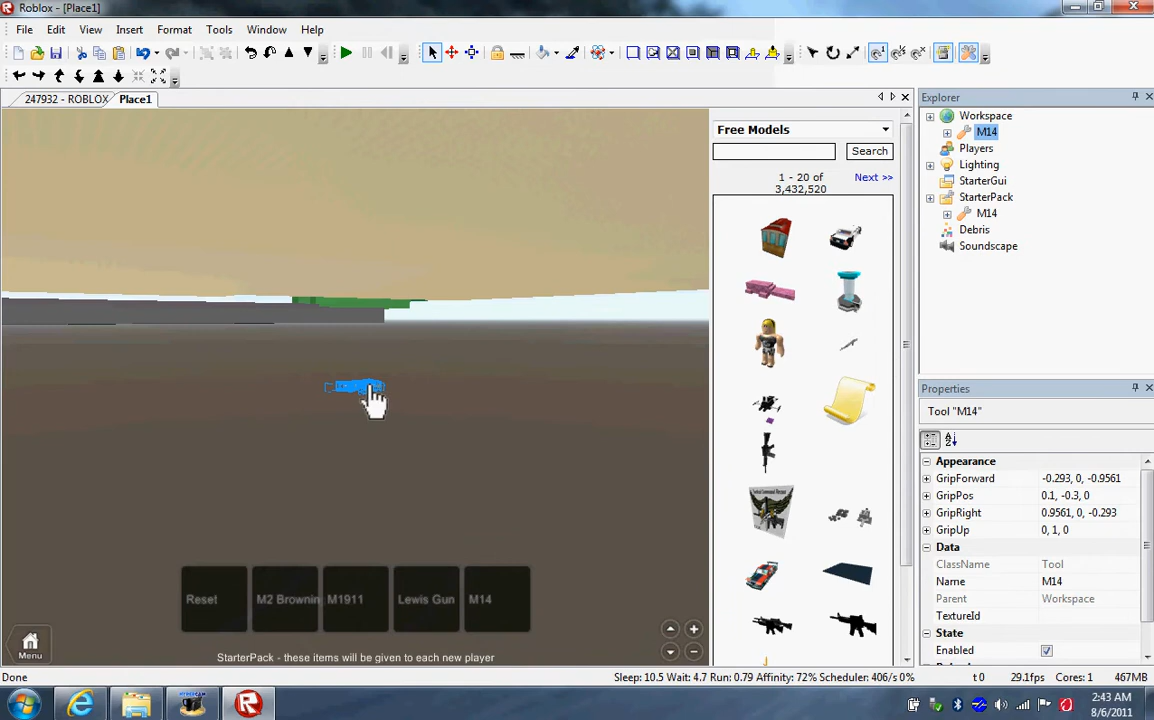 Roblox - [Place1]
File Edit View Insert Format Tools Window Help
247932 - ROBLOX Place1
Free Models
Search
1 - 20 of
3,432,520
Next >>
Explorer
Workspace
M14
Players
Lighting
StarterGui
StarterPack
M14
Debris
Soundscape
Properties
Tool "M14"
Appearance
GripForward -0.293, 0, -0.9561
GripPos 0.1, -0.3, 0
GripRight 0.9561, 0, -0.293
GripUp 0, 1, 0
Data
ClassName Tool
Name M14
Parent Workspace
TextureId
State
Enabled
Reset M2 Brownin M1911 Lewis Gun M14
Menu
StarterPack - these items will be given to each new player
Done
Sleep: 10.5 Wait: 4.7 Run: 0.79 Affinity: 72% Scheduler: 406/s 0% t 0 29.1fps Cores: 1 467MB
2:43 AM
8/6/2011